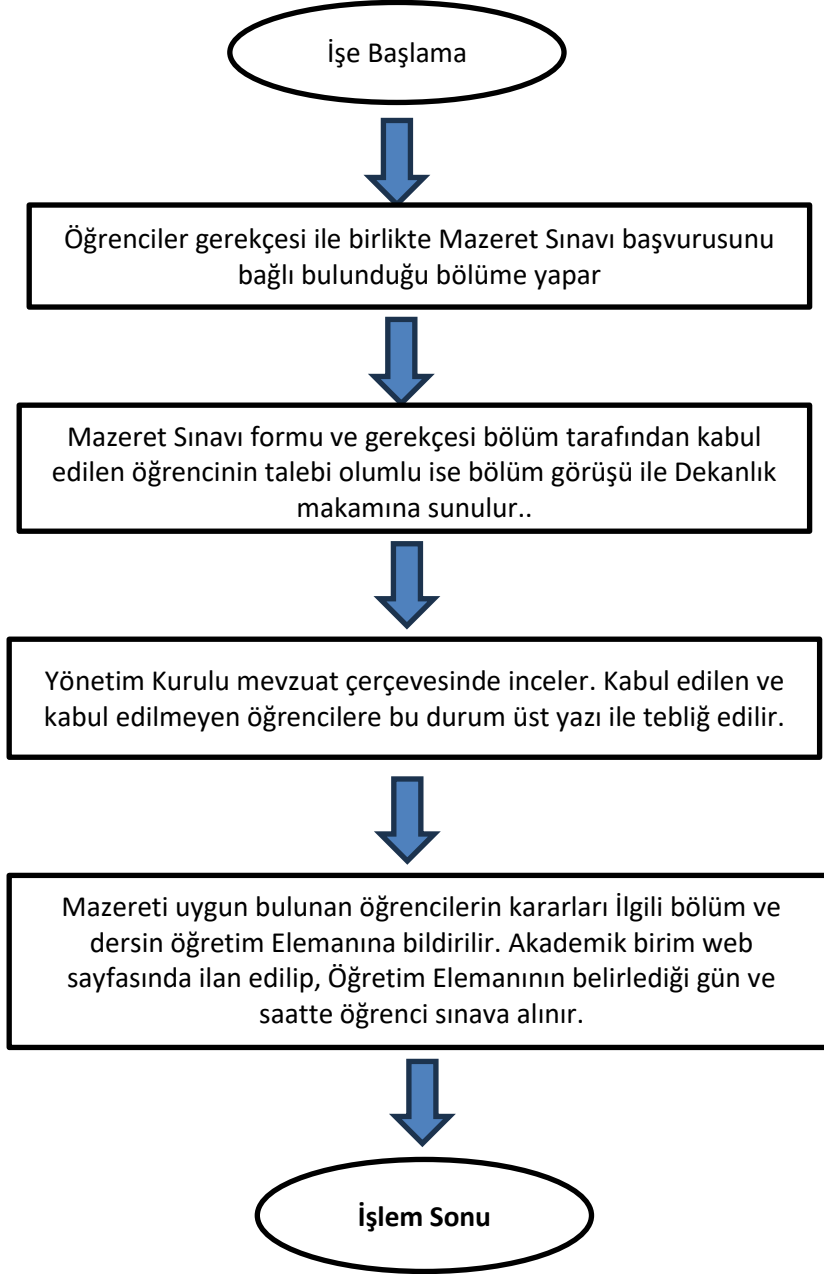 İşe Başlama
Öğrenciler gerekçesi ile birlikte Mazeret Sınavı başvurusunu
bağlı bulunduğu bölüme yapar
Mazeret Sınavı formu ve gerekçesi bölüm tarafından kabul
edilen öğrencinin talebi olumlu ise bölüm görüşü ile Dekanlık
makamına sunulur..
Yönetim Kurulu mevzuat çerçevesinde inceler. Kabul edilen ve
kabul edilmeyen öğrencilere bu durum üst yazı ile tebliğ edilir.
Mazereti uygun bulunan öğrencilerin kararları İlgili bölüm ve
dersin öğretim Elemanına bildirilir. Akademik birim web
sayfasında ilan edilip, Öğretim Elemanının belirlediği gün ve
saatte öğrenci sınava alınır.
İşlem Sonu